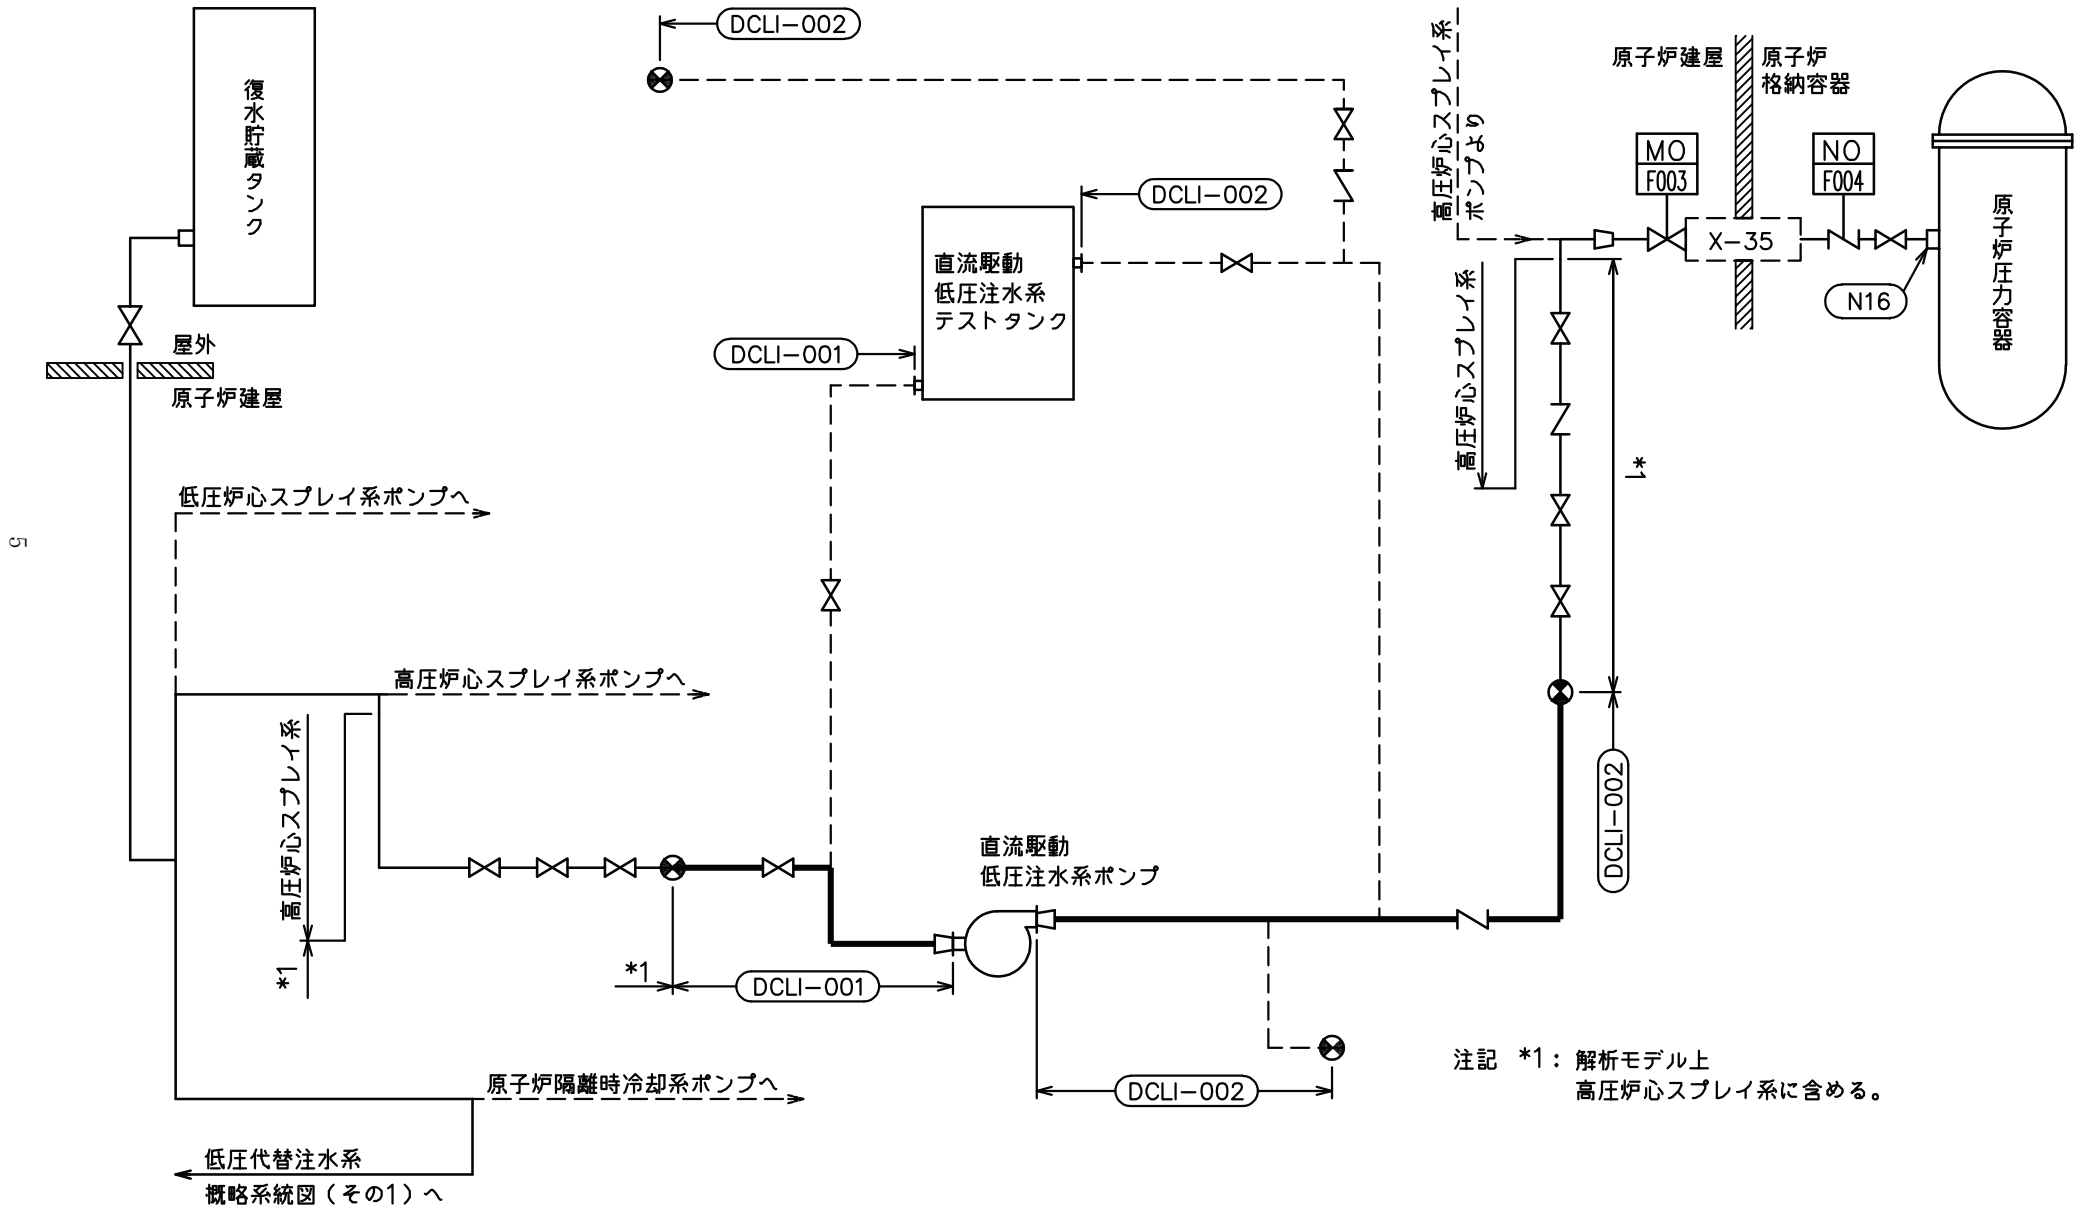 DCLI-002
復水貯蔵タンク
屋外
原子炉建屋
直流駆動
低圧注水系
テストタンク
DCLI-002
DCLI-001
高圧炉心スプレイ系
ポンプより
原子炉建屋
原子炉
格納容器
MO
F003
NO
F004
X-35
N16
原子炉圧力容器
高圧炉心スプレイ系
*1
低圧炉心スプレイ系ポンプへ
5
高圧炉心スプレイ系ポンプへ
高圧炉心スプレイ系
*1
直流駆動
低圧注水系ポンプ
DCLI-002
*1
DCLI-001
DCLI-002
原子炉隔離時冷却系ポンプへ
低圧代替注水系
概略系統図(その1)へ
注記 *1: 解析モデル上
高圧炉心スプレイ系に含める。